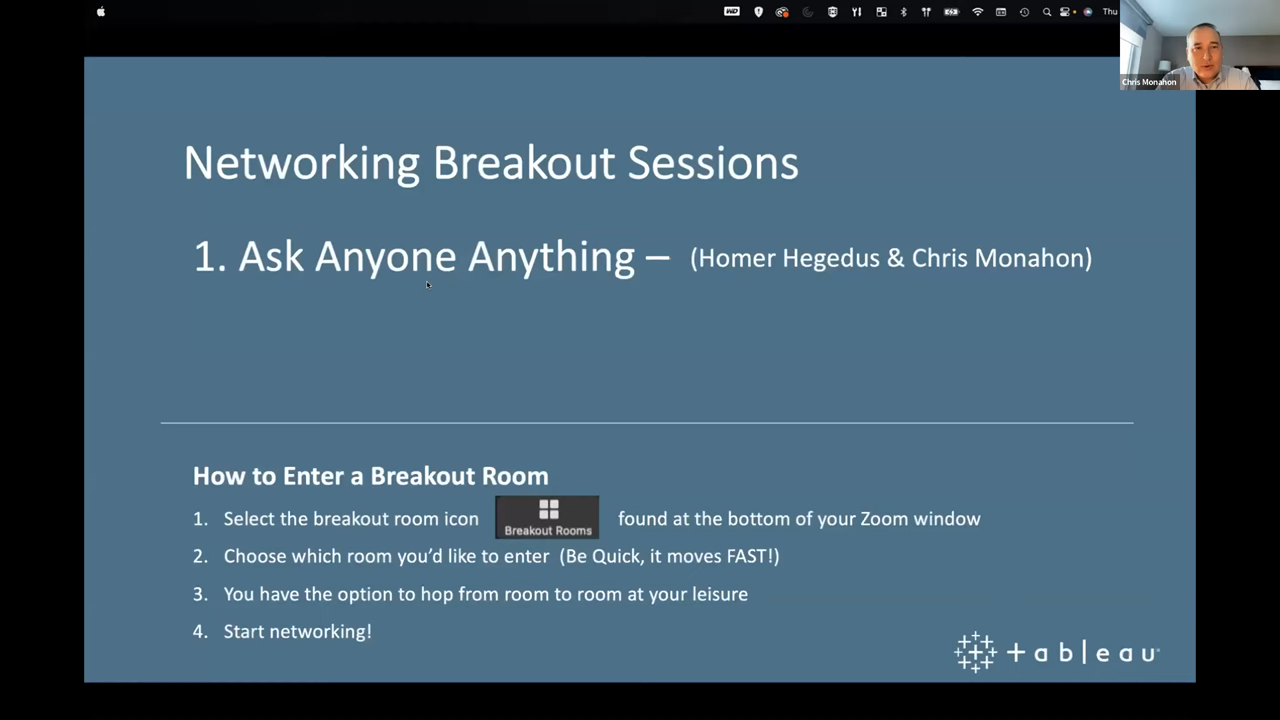 Thu
Chris Monahon
Networking Breakout Sessions
1. Ask Anyone Anything – (Homer Hegedus & Chris Monahon)
How to Enter a Breakout Room
1. Select the breakout room icon Breakout Rooms found at the bottom of your Zoom window
2. Choose which room you'd like to enter (Be Quick, it moves FAST!)
3. You have the option to hop from room to room at your leisure
4. Start networking!
+ableau